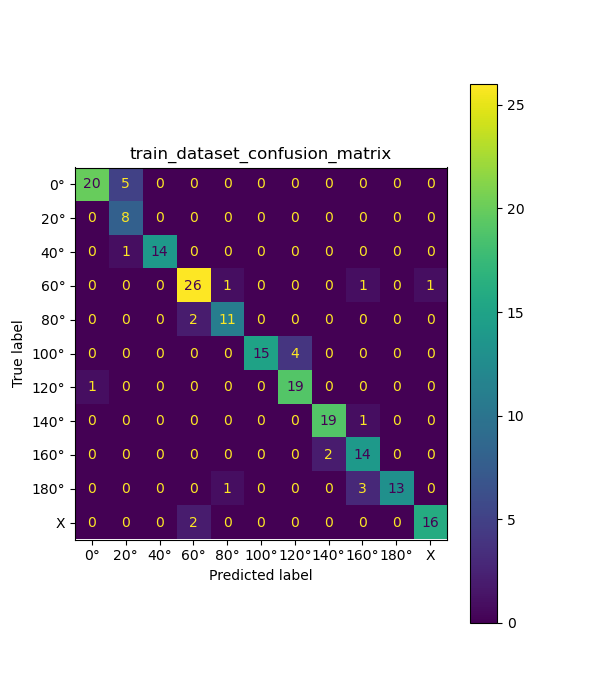 train_dataset_confusion_matrix
True label
0° 20 5 0 0 0 0 0 0 0 0 0
20° 0 8 0 0 0 0 0 0 0 0 0
40° 0 1 14 0 0 0 0 0 0 0 0
60° 0 0 0 26 1 0 0 0 1 0 1
80° 0 0 0 2 11 0 0 0 0 0 0
100° 0 0 0 0 0 15 4 0 0 0 0
120° 1 0 0 0 0 0 19 0 0 0 0
140° 0 0 0 0 0 0 0 19 1 0 0
160° 0 0 0 0 0 0 0 2 14 0 0
180° 0 0 0 0 1 0 0 0 3 13 0
X 0 0 0 2 0 0 0 0 0 0 16
0° 20° 40° 60° 80° 100° 120° 140° 160° 180° X
Predicted label
25
20
15
10
5
0